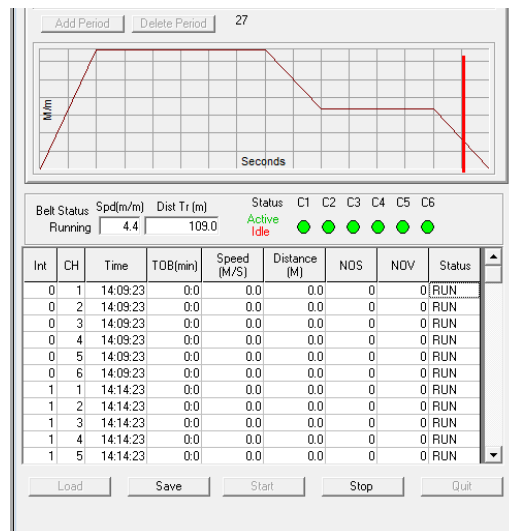 Add Period Delete Period 27
M/m
Seconds
Belt Status Spd(m/m) Dist Tr (m) Status C1 C2 C3 C4 C5 C6
Running 4.4 109.0 Active
Idle
Int CH Time TOB(min) Speed (M/S) Distance (M) NOS NOV Status
0 1 14:09:23 0:0 0.0 0.0 0 0 RUN
0 2 14:09:23 0:0 0.0 0.0 0 0 RUN
0 3 14:09:23 0:0 0.0 0.0 0 0 RUN
0 4 14:09:23 0:0 0.0 0.0 0 0 RUN
0 5 14:09:23 0:0 0.0 0.0 0 0 RUN
0 6 14:09:23 0:0 0.0 0.0 0 0 RUN
1 1 14:14:23 0:0 0.0 0.0 0 0 RUN
1 2 14:14:23 0:0 0.0 0.0 0 0 RUN
1 3 14:14:23 0:0 0.0 0.0 0 0 RUN
1 4 14:14:23 0:0 0.0 0.0 0 0 RUN
1 5 14:14:23 0:0 0.0 0.0 0 0 RUN
Load Save Start Stop Quit